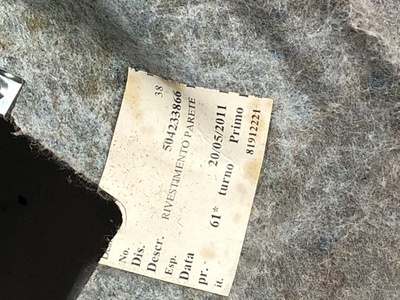 No. 38
Dis. 504233866
Descr. RIVESTIMENTO PARETE
Esp.
Data 20/05/2011
pr. 61* turno Primo
it. 81912221